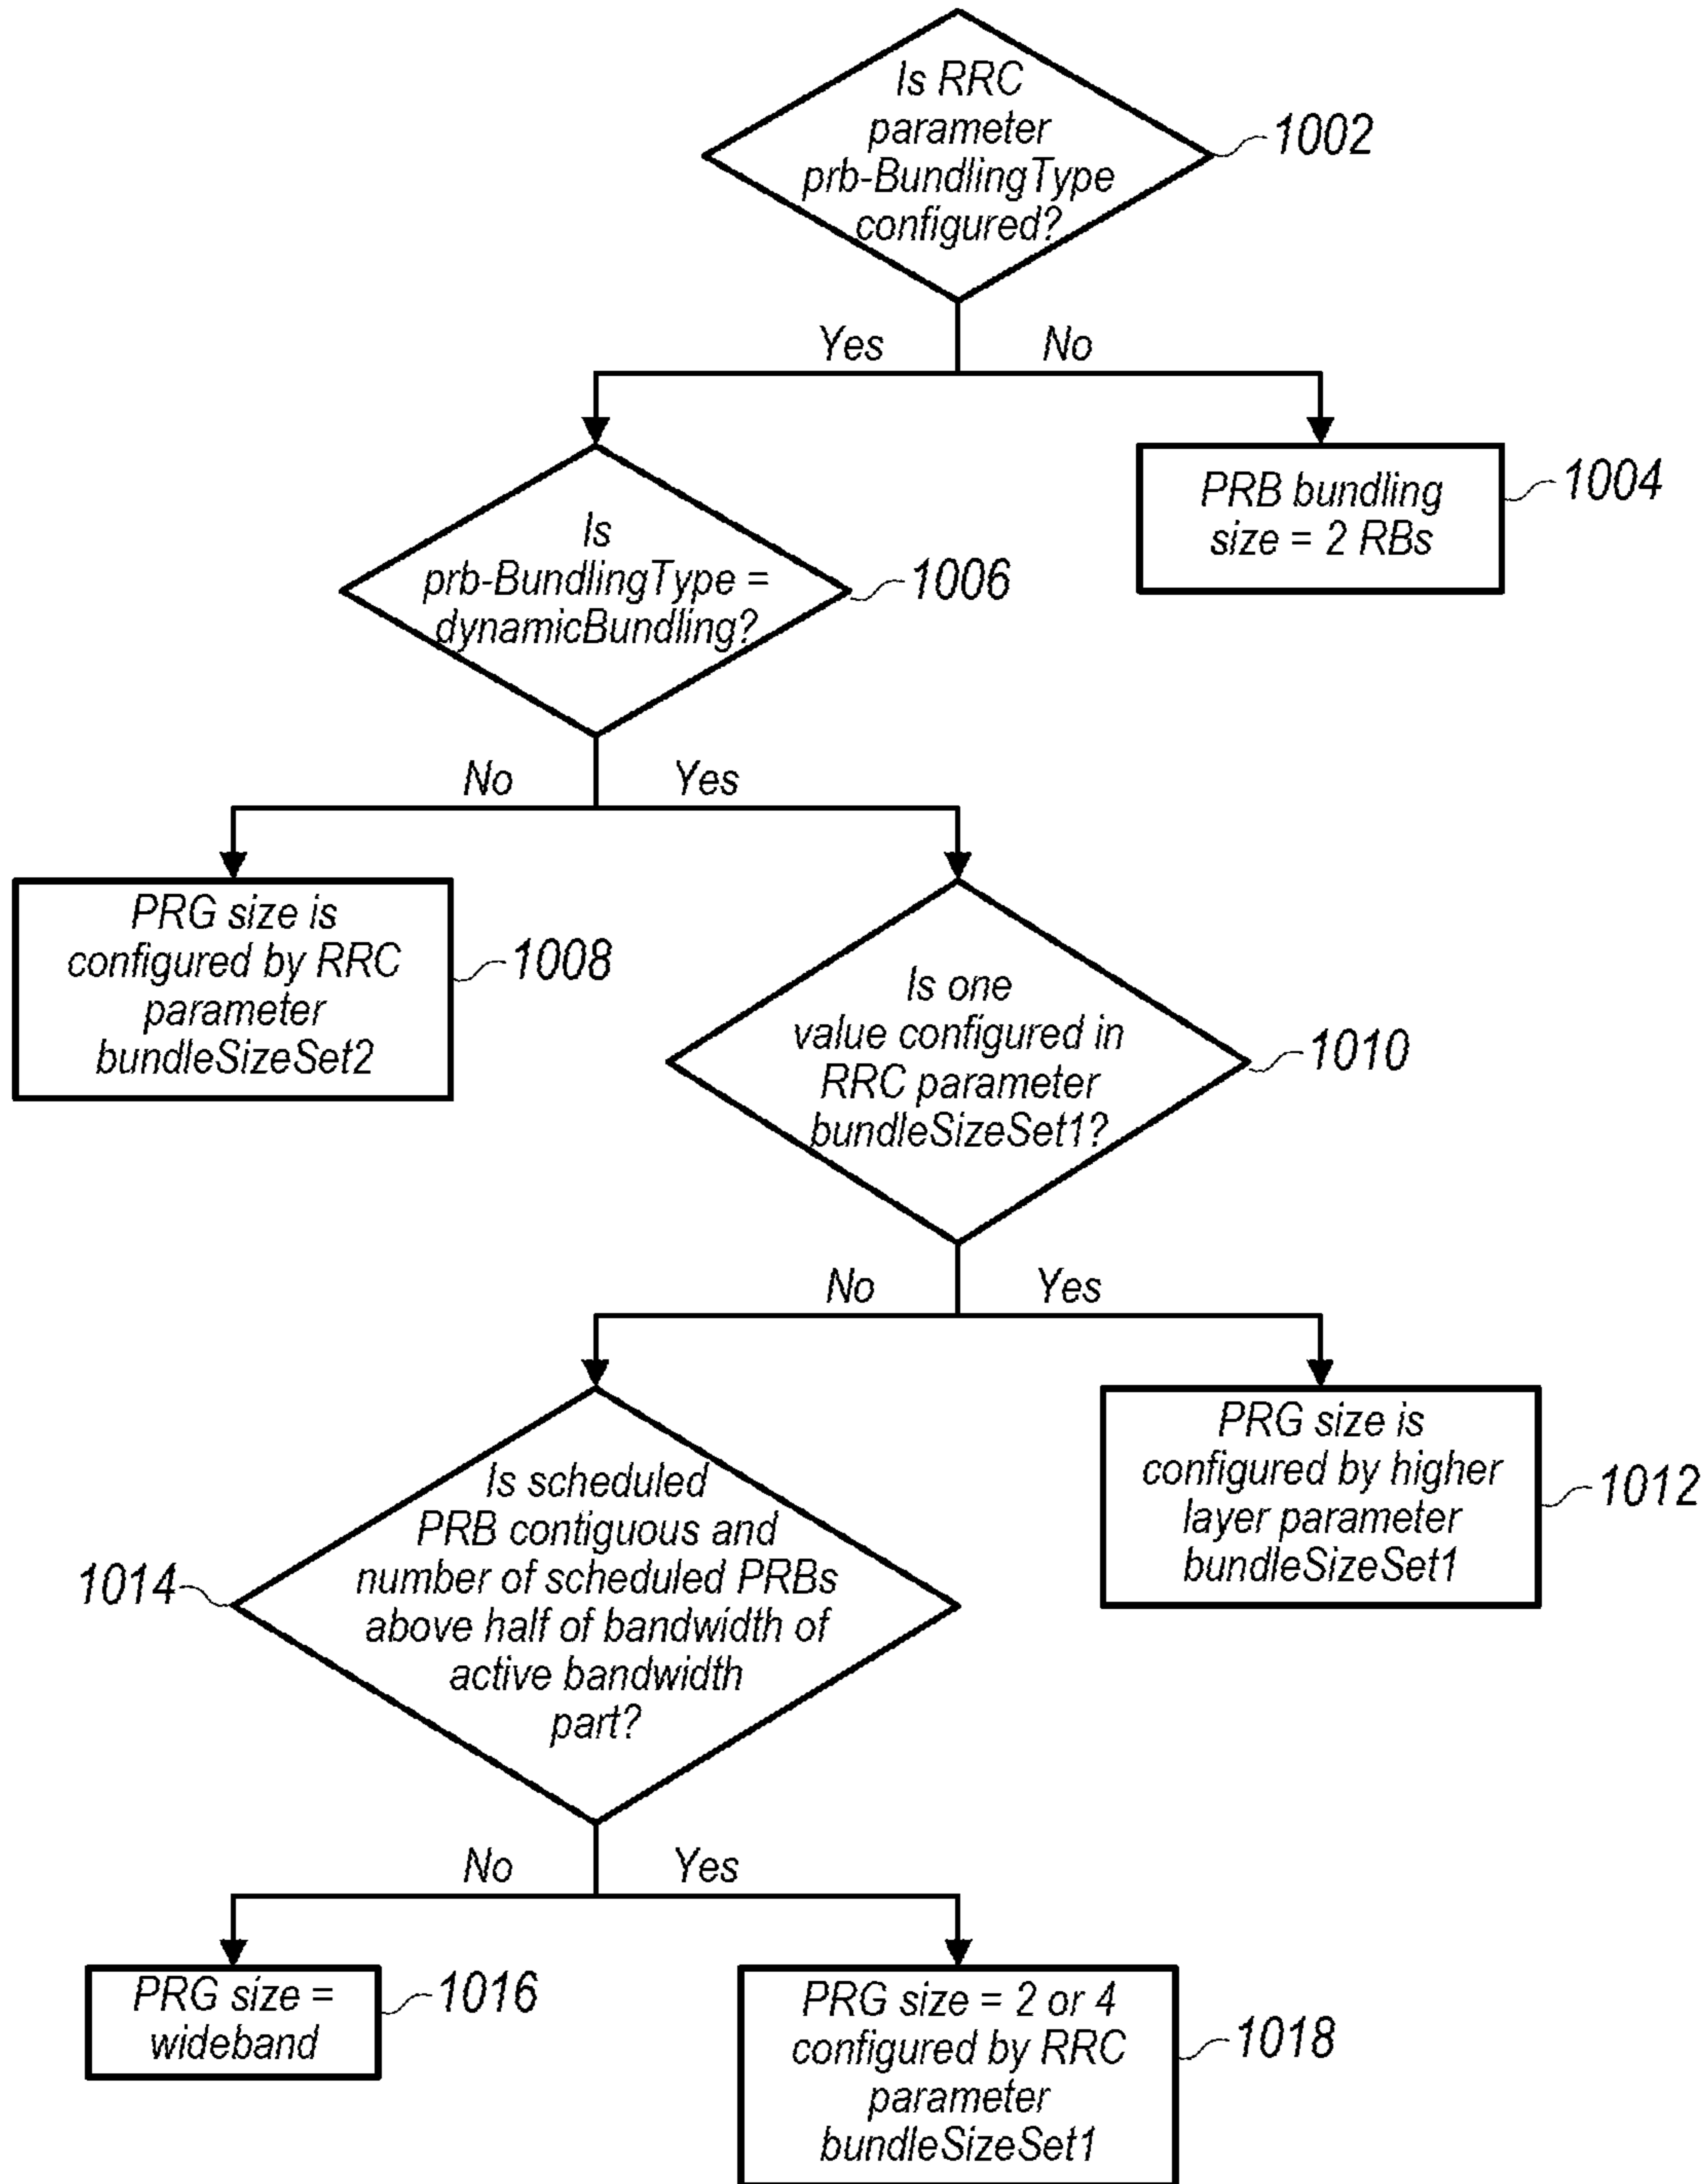 Is RRC
parameter
prb-BundlingType
configured?
1002
Yes
No
PRB bundling
size = 2 RBs
1004
Is
prb-BundlingType =
dynamicBundling?
1006
No
Yes
PRG size is
configured by RRC
parameter
bundleSizeSet2
1008
Is one
value configured in
RRC parameter
bundleSizeSet1?
1010
No
Yes
PRG size is
configured by higher
layer parameter
bundleSizeSet1
1012
Is scheduled
PRB contiguous and
number of scheduled PRBs
above half of bandwidth of
active bandwidth
part?
1014
No
Yes
PRG size =
wideband
1016
PRG size = 2 or 4
configured by RRC
parameter
bundleSizeSet1
1018